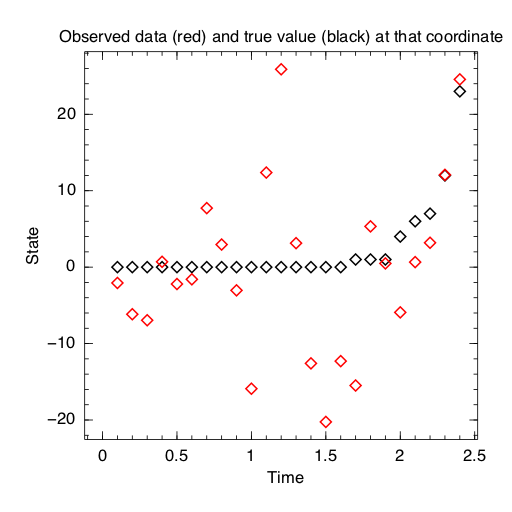 Observed data (red) and true value (black) at that coordinate
20
10
0
−10
−20
State
0 0.5 1 1.5 2 2.5
Time